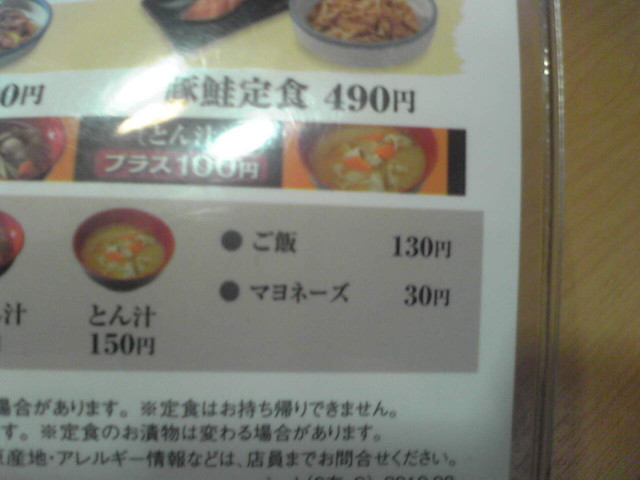 0円
豚鮭定食 490円
とん汁
プラス100円
ご飯 130円
マヨネーズ 30円
汁
とん汁
150円
場合があります。※定食はお持ち帰りできません。
す。※定食のお漬物は変わる場合があります。
原産地・アレルギー情報などは、店員までお問合せください。